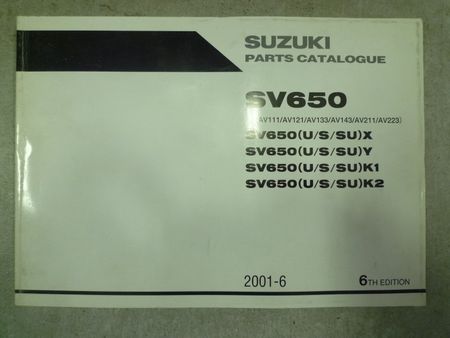 SUZUKI
PARTS CATALOGUE
SV650
AV111/AV121/AV133/AV143/AV211/AV223)
SV650(U/S/SU)X
SV650(U/S/SU)Y
SV650(U/S/SU)K1
SV650(U/S/SU)K2
2001-6 6TH EDITION